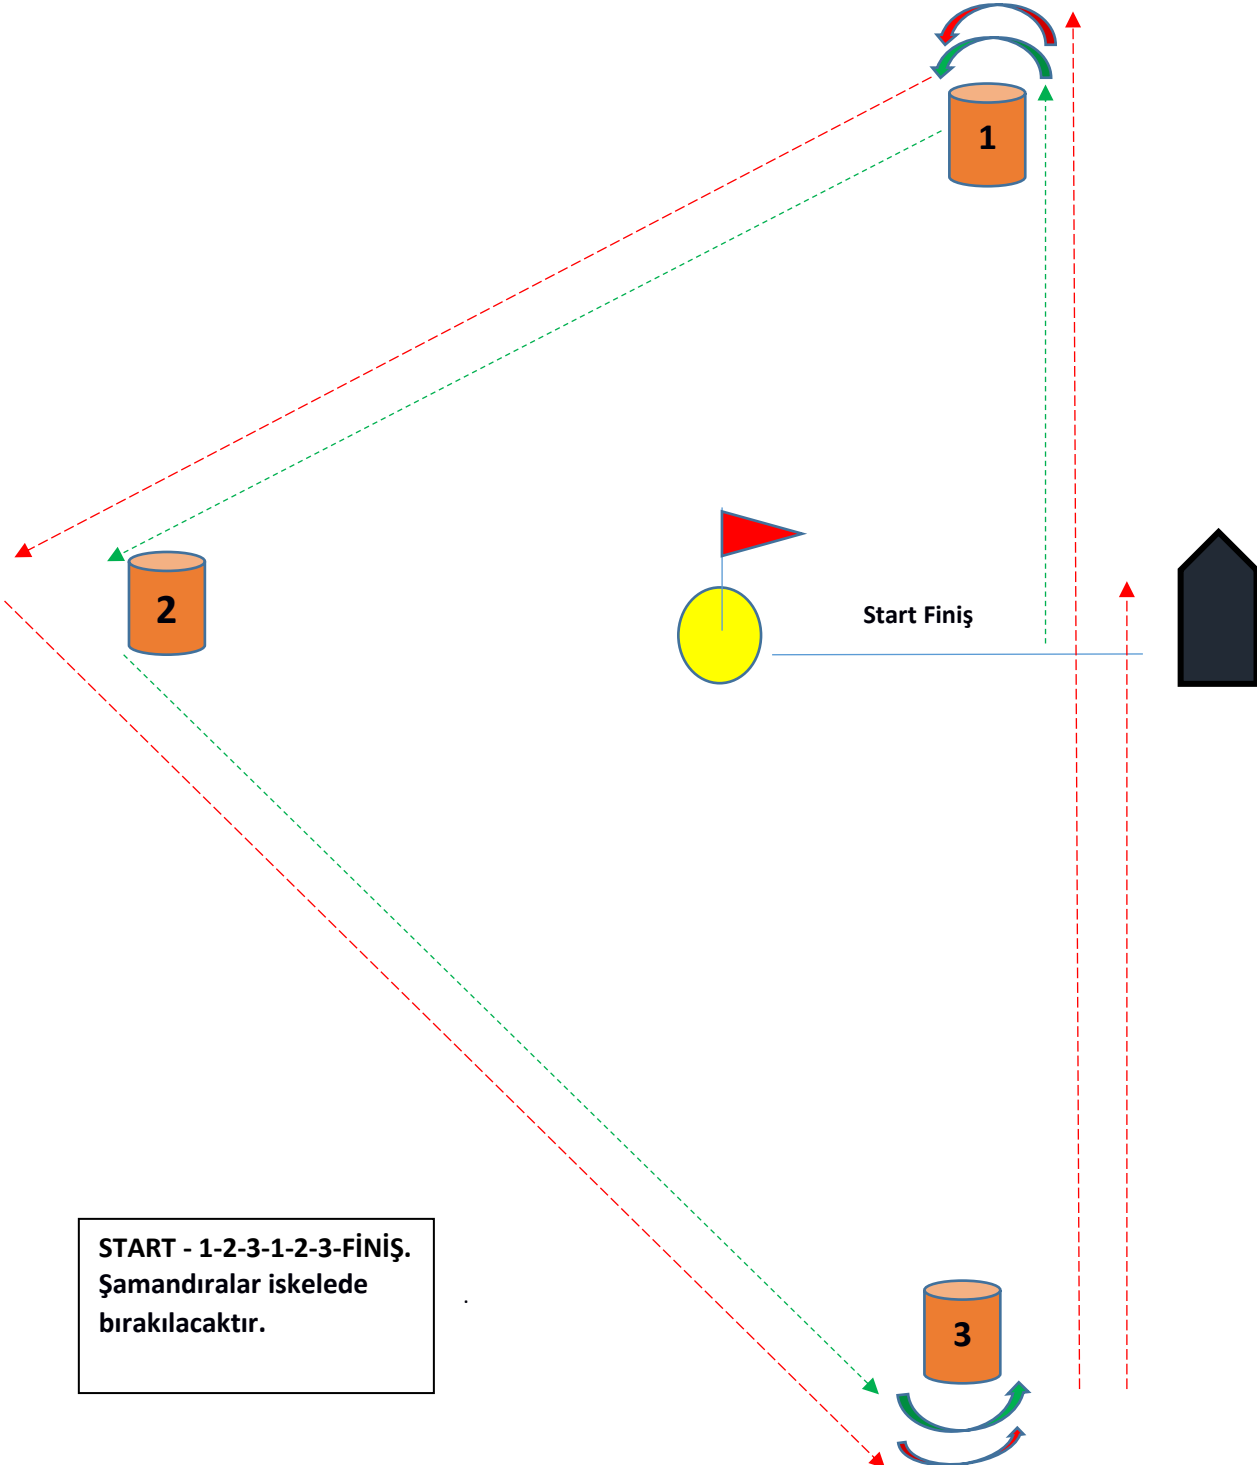 1
2
Start Finiş
START - 1-2-3-1-2-3-FİNİŞ.
Şamandıralar iskelede
bırakılacaktır.
.
3